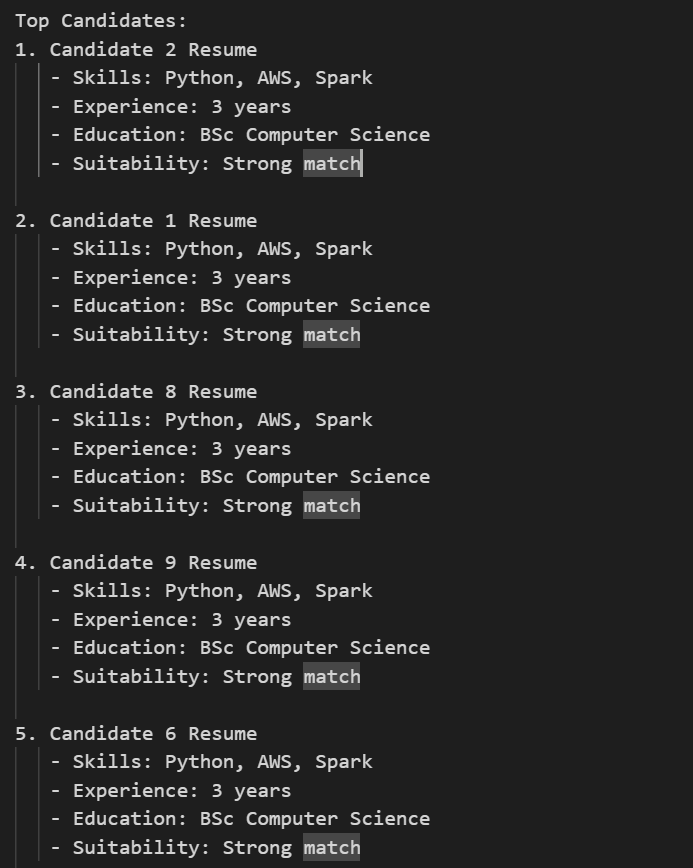 Top Candidates:
1. Candidate 2 Resume
- Skills: Python, AWS, Spark
- Experience: 3 years
- Education: BSc Computer Science
- Suitability: Strong match
2. Candidate 1 Resume
- Skills: Python, AWS, Spark
- Experience: 3 years
- Education: BSc Computer Science
- Suitability: Strong match
3. Candidate 8 Resume
- Skills: Python, AWS, Spark
- Experience: 3 years
- Education: BSc Computer Science
- Suitability: Strong match
4. Candidate 9 Resume
- Skills: Python, AWS, Spark
- Experience: 3 years
- Education: BSc Computer Science
- Suitability: Strong match
5. Candidate 6 Resume
- Skills: Python, AWS, Spark
- Experience: 3 years
- Education: BSc Computer Science
- Suitability: Strong match